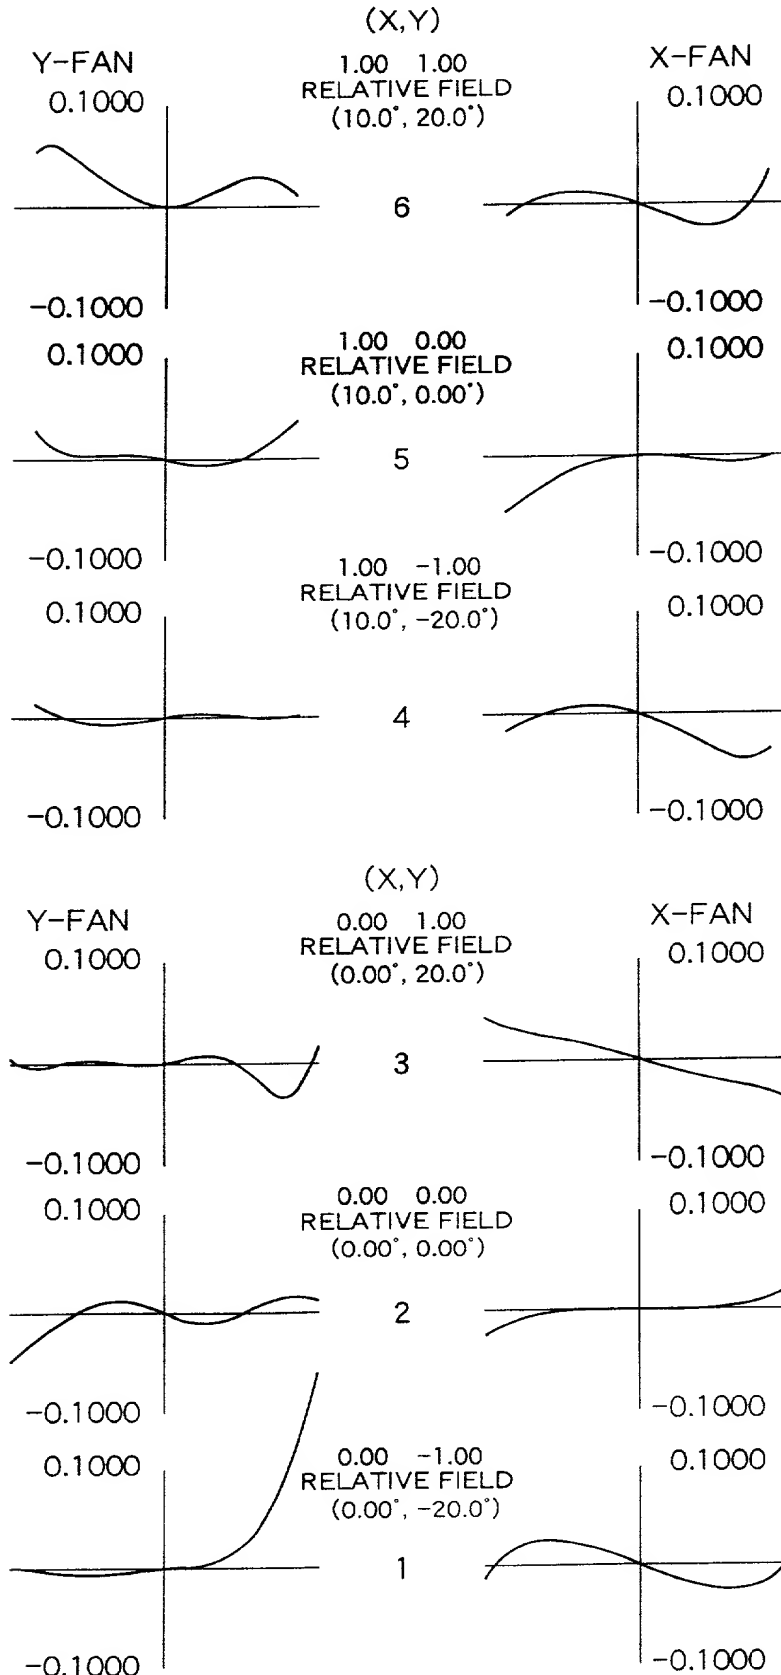 (X,Y)
Y-FAN 1.00 1.00 X-FAN
0.1000 RELATIVE FIELD 0.1000
(10.0°, 20.0°)
6
-0.1000 -0.1000
0.1000 1.00 0.00 0.1000
RELATIVE FIELD
(10.0°, 0.00°)
5
-0.1000 -0.1000
1.00 -1.00
0.1000 RELATIVE FIELD 0.1000
(10.0°, -20.0°)
4
-0.1000 -0.1000
(X,Y)
Y-FAN 0.00 1.00 X-FAN
0.1000 RELATIVE FIELD 0.1000
(0.00°, 20.0°)
3
-0.1000 -0.1000
0.00 0.00
0.1000 RELATIVE FIELD 0.1000
(0.00°, 0.00°)
2
-0.1000 -0.1000
0.00 -1.00
0.1000 RELATIVE FIELD 0.1000
(0.00°, -20.0°)
1
-0.1000 -0.1000